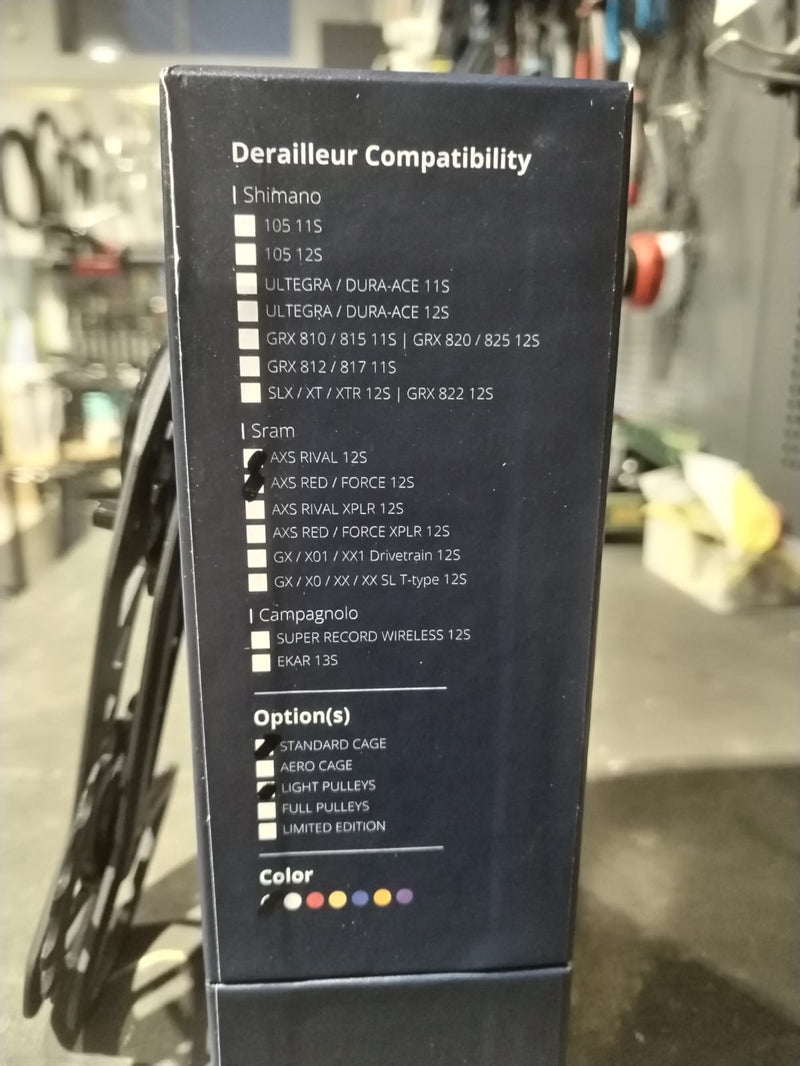 Derailleur Compatibility
| Shimano
105 11S
105 12S
ULTEGRA / DURA-ACE 11S
ULTEGRA / DURA-ACE 12S
GRX 810 / 815 11S | GRX 820 / 825 12S
GRX 812 / 817 11S
SLX / XT / XTR 12S | GRX 822 12S
| Sram
AXS RIVAL 12S
AXS RED / FORCE 12S
AXS RIVAL XPLR 12S
AXS RED / FORCE XPLR 12S
GX / X01 / XX1 Drivetrain 12S
GX / X0 / XX / XX SL T-type 12S
| Campagnolo
SUPER RECORD WIRELESS 12S
EKAR 13S
Option(s)
STANDARD CAGE
AERO CAGE
LIGHT PULLEYS
FULL PULLEYS
LIMITED EDITION
Color